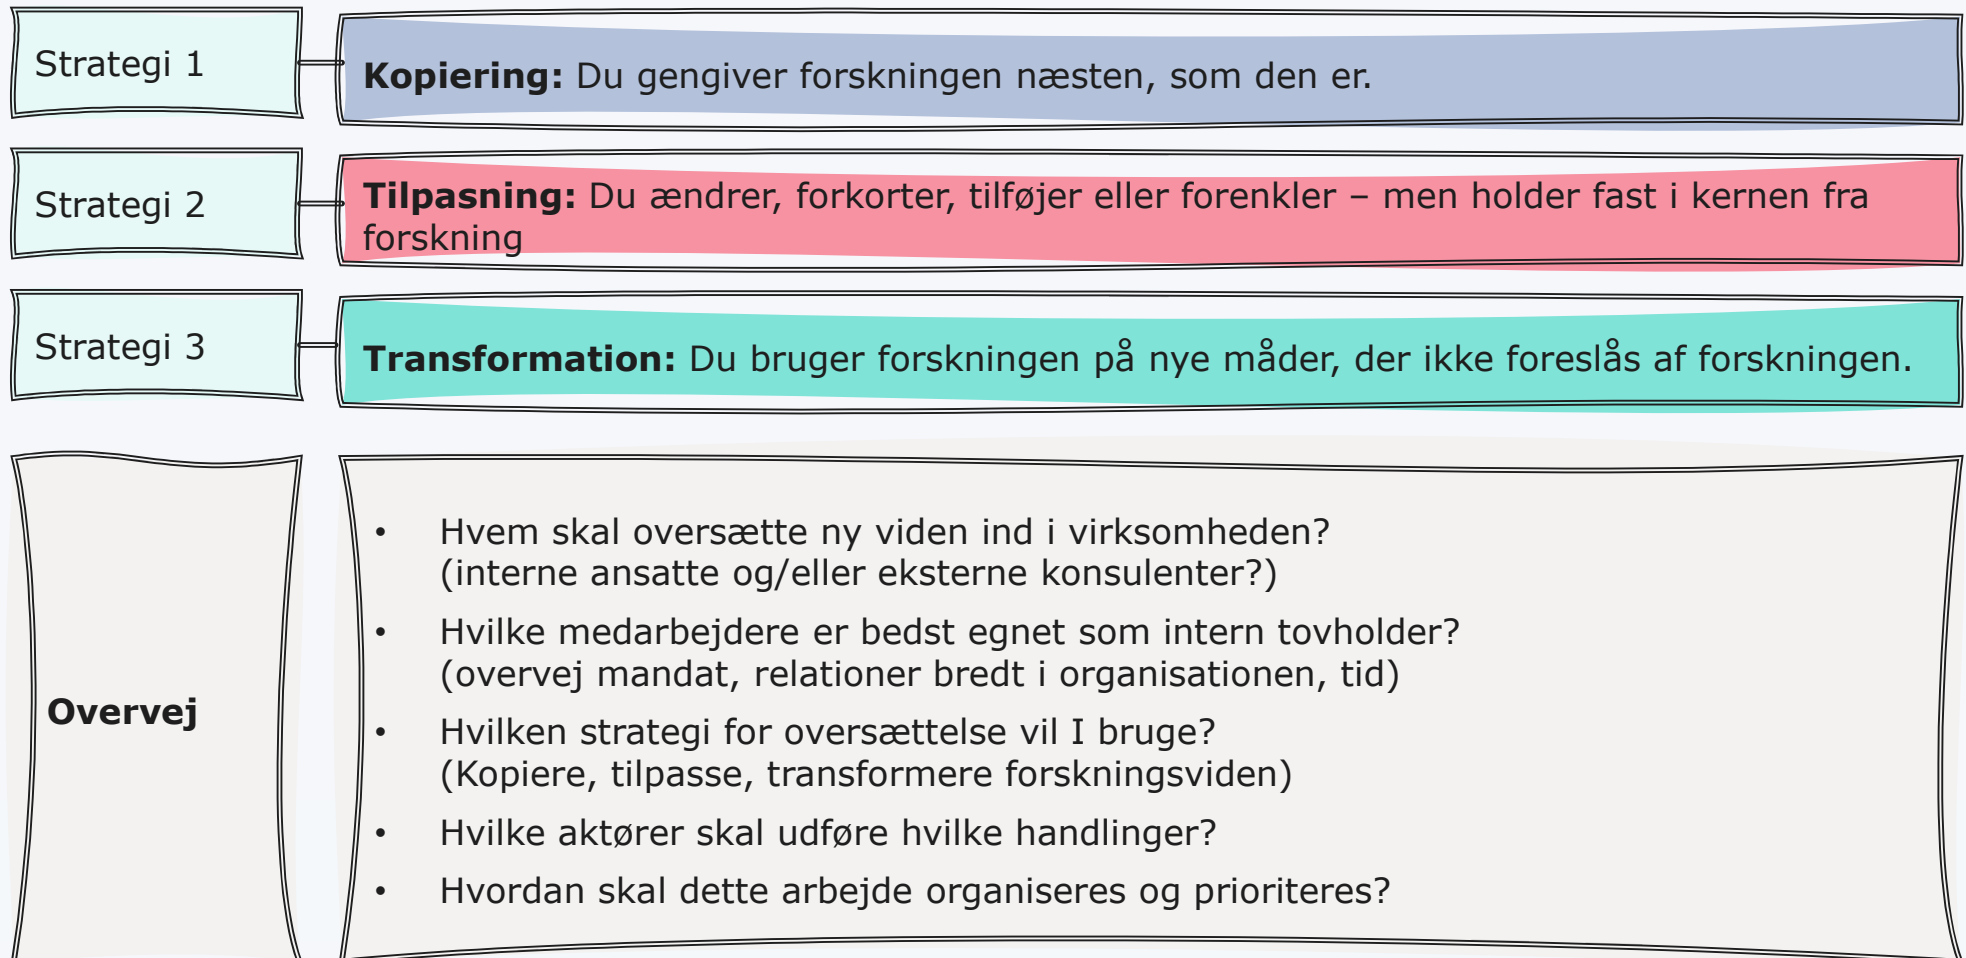 Strategi 1
Kopiering: Du gengiver forskningen næsten, som den er.
Strategi 2
Tilpasning: Du ændrer, forkorter, tilføjer eller forenkler – men holder fast i kernen fra
forskning
Strategi 3
Transformation: Du bruger forskningen på nye måder, der ikke foreslås af forskningen.
Overvej
• Hvem skal oversætte ny viden ind i virksomheden?
(interne ansatte og/eller eksterne konsulenter?)
• Hvilke medarbejdere er bedst egnet som intern tovholder?
(overvej mandat, relationer bredt i organisationen, tid)
• Hvilken strategi for oversættelse vil I bruge?
(Kopiere, tilpasse, transformere forskningsviden)
• Hvilke aktører skal udføre hvilke handlinger?
• Hvordan skal dette arbejde organiseres og prioriteres?